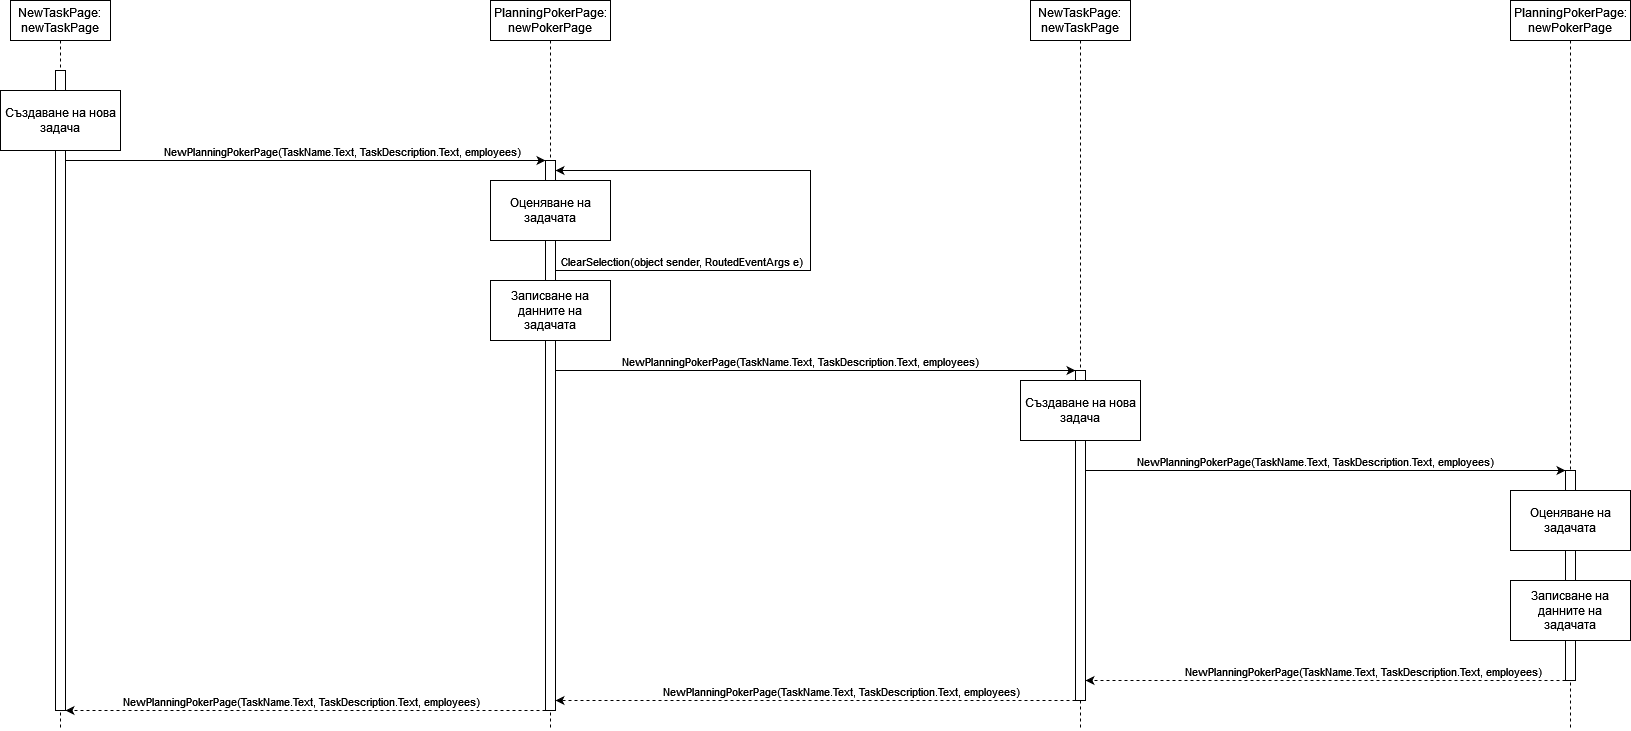 NewTaskPage:
newTaskPage
PlanningPokerPage:
newPokerPage
NewTaskPage:
newTaskPage
PlanningPokerPage:
newPokerPage
Създаване на нова
задача
NewPlanningPokerPage(TaskName.Text, TaskDescription.Text, employees)
Оценяване на
задачата
ClearSelection(object sender, RoutedEventArgs e)
Записване на
данните на
задачата
NewPlanningPokerPage(TaskName.Text, TaskDescription.Text, employees)
Създаване на нова
задача
NewPlanningPokerPage(TaskName.Text, TaskDescription.Text, employees)
Оценяване на
задачата
Записване на
данните на
задачата
NewPlanningPokerPage(TaskName.Text, TaskDescription.Text, employees)
NewPlanningPokerPage(TaskName.Text, TaskDescription.Text, employees)
NewPlanningPokerPage(TaskName.Text, TaskDescription.Text, employees)